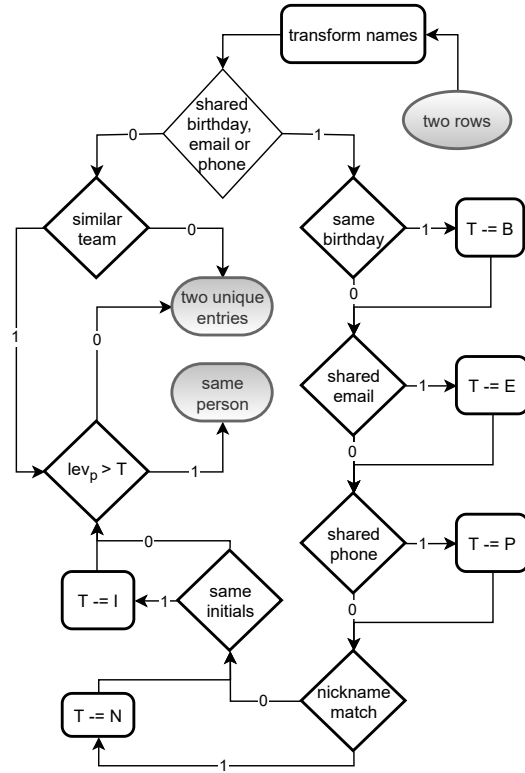 transform names
two rows
shared
birthday,
email or
phone
0
1
similar
team
0
1
same
birthday
1
T -= B
0
two unique
entries
0
same
person
shared
email
1
T -= E
0
lev_p > T
1
shared
phone
1
T -= P
0
0
T -= I
1
same
initials
nickname
match
0
T -= N
1